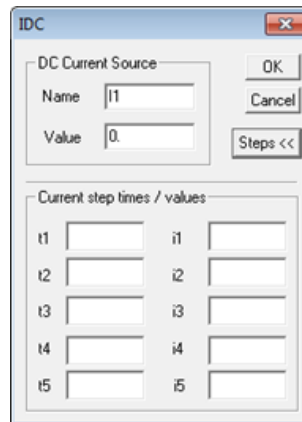 IDC
DC Current Source
OK
Name I1
Cancel
Value 0.
Steps <<
Current step times / values
t1 i1
t2 i2
t3 i3
t4 i4
t5 i5